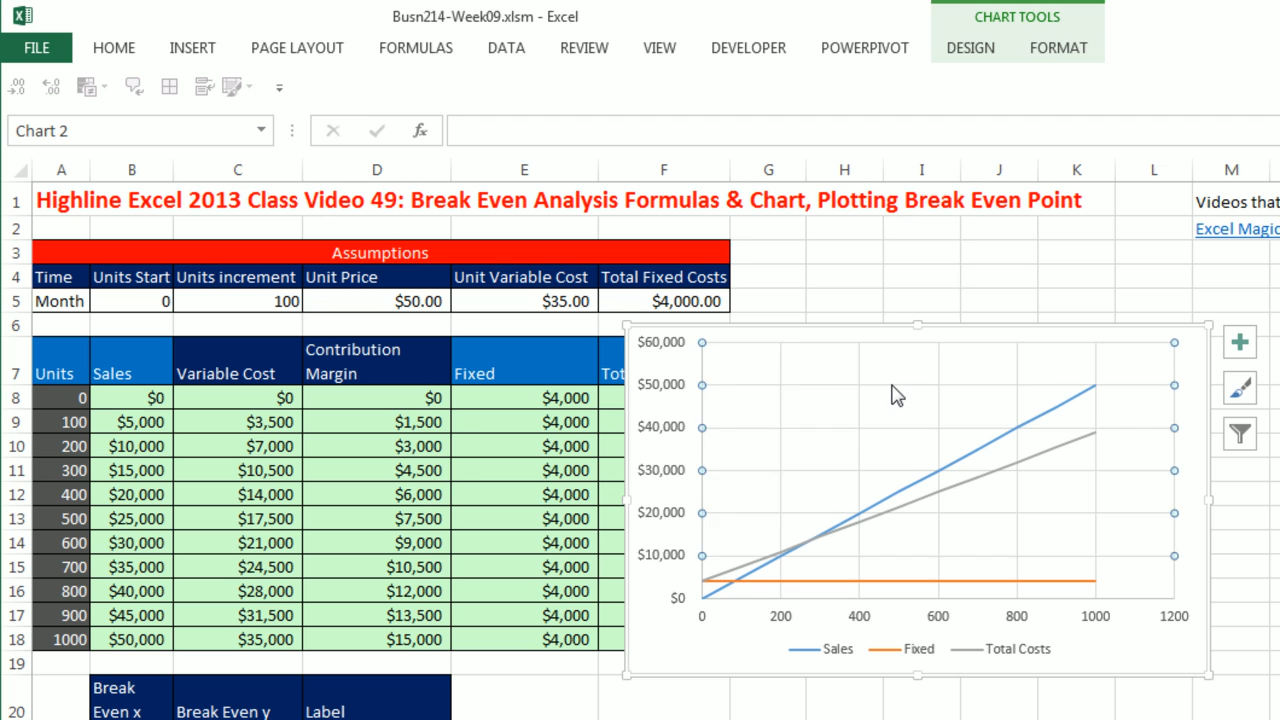 Busn214-Week09.xlsm - Excel
CHART TOOLS
FILE HOME INSERT PAGE LAYOUT FORMULAS DATA REVIEW VIEW DEVELOPER POWERPIVOT DESIGN FORMAT
Chart 2 fx
A B C D E F G H I J K L M
1 Highline Excel 2013 Class Video 49: Break Even Analysis Formulas & Chart, Plotting Break Even Point Videos that
2 Excel Magic
3 Assumptions
4 Time Units Start Units increment Unit Price Unit Variable Cost Total Fixed Costs
5 Month 0 100 $50.00 $35.00 $4,000.00
6
7 Units Sales Variable Cost Contribution Margin Fixed Tot
8 0 $0 $0 $0 $4,000
9 100 $5,000 $3,500 $1,500 $4,000
10 200 $10,000 $7,000 $3,000 $4,000
11 300 $15,000 $10,500 $4,500 $4,000
12 400 $20,000 $14,000 $6,000 $4,000
13 500 $25,000 $17,500 $7,500 $4,000
14 600 $30,000 $21,000 $9,000 $4,000
15 700 $35,000 $24,500 $10,500 $4,000
16 800 $40,000 $28,000 $12,000 $4,000
17 900 $45,000 $31,500 $13,500 $4,000
18 1000 $50,000 $35,000 $15,000 $4,000
19
20 Break Even x Break Even y Label
$60,000
$50,000
$40,000
$30,000
$20,000
$10,000
$0
0 200 400 600 800 1000 1200
Sales Fixed Total Costs